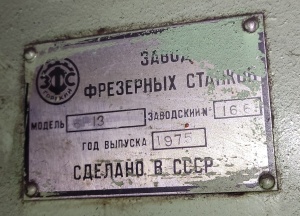 ЗАВОД
ФРЕЗЕРНЫХ СТАНКОВ
МОДЕЛЬ 13 ЗАВОДСКИЙ №
ГОД ВЫПУСКА 1975
СДЕЛАНО В СССР